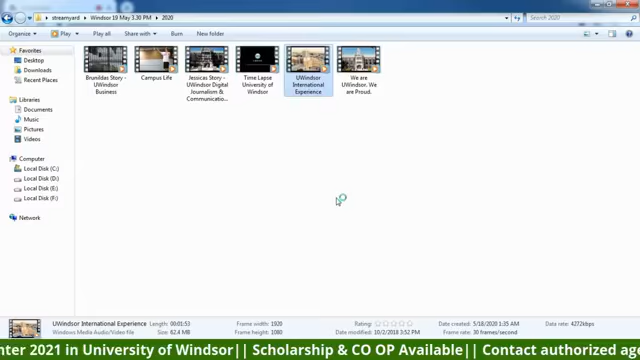 streamyard ▸ Windsor 18 May 3.30 PM ▸ 2020
Search 2020
Organize
Play
Play all
Share with
Burn
New folder
Favorites
Desktop
Downloads
Recent Places
Libraries
Documents
Music
Pictures
Videos
Computer
Local Disk (C:)
Local Disk (D:)
Local Disk (E:)
Local Disk (F:)
Network
Brunildas Story -
UWindsor
Business
Campus Life
Jessicas Story -
UWindsor Digital
Journalism &
Communicatio...
Time Lapse
University of
Windsor
UWindsor
International
Experience
We are
UWindsor. We
are Proud.
UWindsor International Experience
Windows Media Audio/Video file
Length: 00:01:53
Size: 62.4 MB
Frame width: 1920
Frame height: 1080
Rating:
Date modified: 10/2/2018 3:52 PM
Date created: 5/18/2020 1:35 AM
Frame rate: 30 frames/second
Data rate: 4272kbps
nter 2021 in University of Windsor|| Scholarship & CO OP Available|| Contact authorized ag